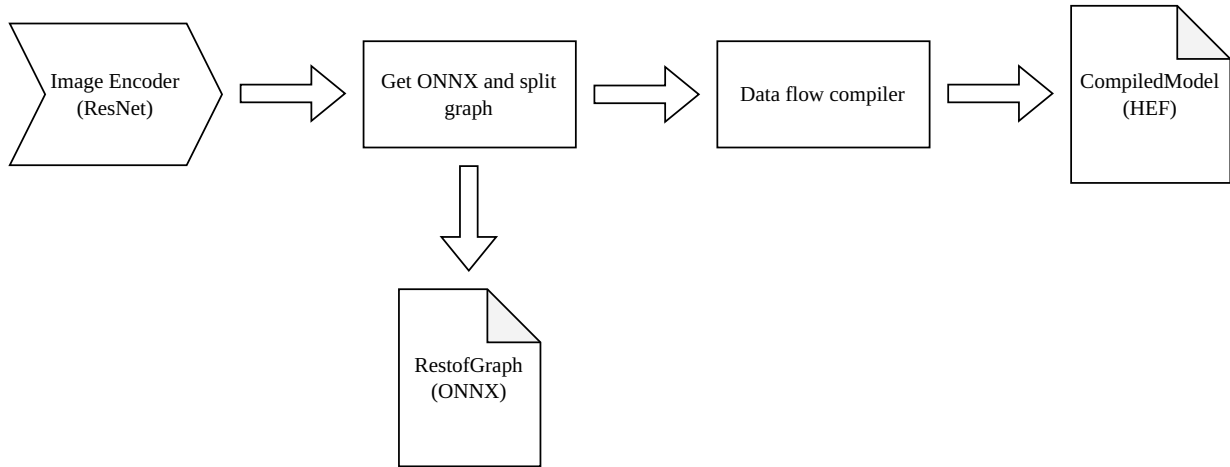 Image Encoder
(ResNet)
Get ONNX and split
graph
Data flow compiler
CompiledModel
(HEF)
RestofGraph
(ONNX)